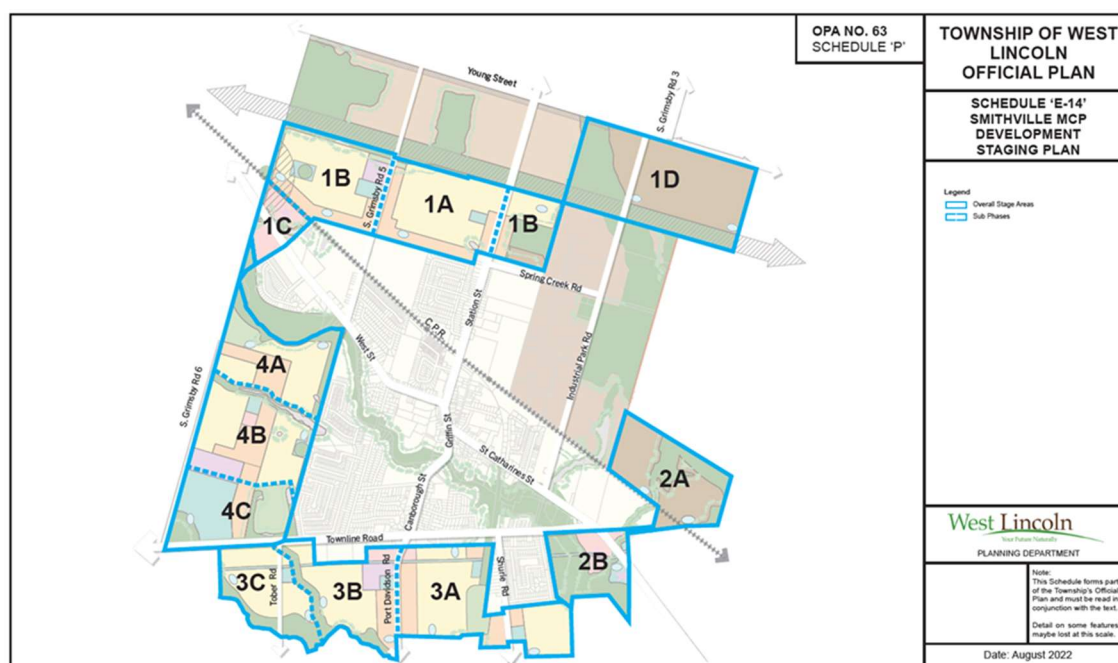 OPA NO. 63
SCHEDULE ‘P’
TOWNSHIP OF WEST
LINCOLN
OFFICIAL PLAN
SCHEDULE ‘E-14’
SMITHVILLE MCP
DEVELOPMENT
STAGING PLAN
Legend
Overall Stage Areas
Sub Phases
Young Street
S. Grimsby Rd 3
1D
1B
S. Grimsby Rd 5
1A
1B
1C
Spring Creek Rd
C.P.R.
Station St
West St
Industrial Park Rd
4A
S. Grimsby Rd 6
4B
Griffin St
St Catharines St
2A
Canborough St
4C
Townline Road
2B
3C
Tober Rd
3B
Port Davidson Rd
3A
Shurie Rd
West Lincoln
Your Future Naturally
PLANNING DEPARTMENT
Note:
This Schedule forms part
of the Township's Official
Plan and must be read in
conjunction with the text.
Detail on some features
maybe lost at this scale.
Date: August 2022